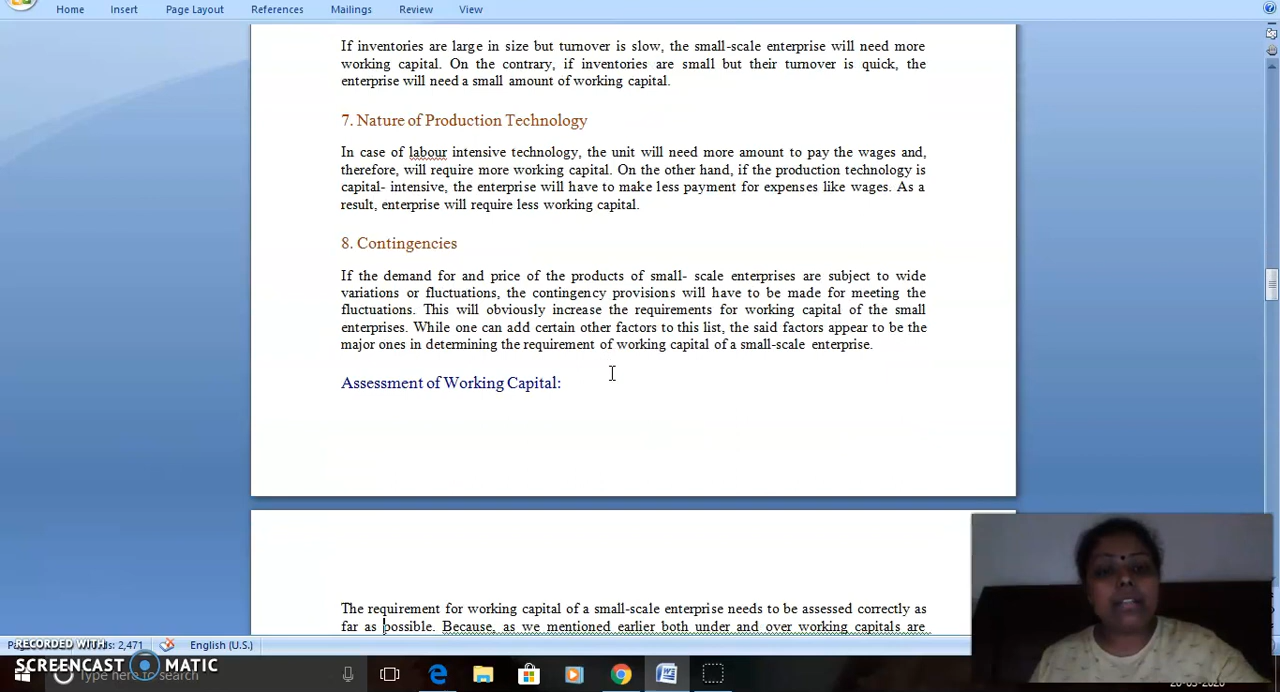 Home Insert Page Layout References Mailings Review View
If inventories are large in size but turnover is slow, the small-scale enterprise will need more
working capital. On the contrary, if inventories are small but their turnover is quick, the
enterprise will need a small amount of working capital.
7. Nature of Production Technology
In case of labour intensive technology, the unit will need more amount to pay the wages and,
therefore, will require more working capital. On the other hand, if the production technology is
capital- intensive, the enterprise will have to make less payment for expenses like wages. As a
result, enterprise will require less working capital.
8. Contingencies
If the demand for and price of the products of small- scale enterprises are subject to wide
variations or fluctuations, the contingency provisions will have to be made for meeting the
fluctuations. This will obviously increase the requirements for working capital of the small
enterprises. While one can add certain other factors to this list, the said factors appear to be the
major ones in determining the requirement of working capital of a small-scale enterprise.
Assessment of Working Capital:
The requirement for working capital of a small-scale enterprise needs to be assessed correctly as
far as possible. Because, as we mentioned earlier both under and over working capitals are
2,471 English (U.S.)
RECORDED WITH
SCREENCAST MATIC
Type here to search
20-03-2020